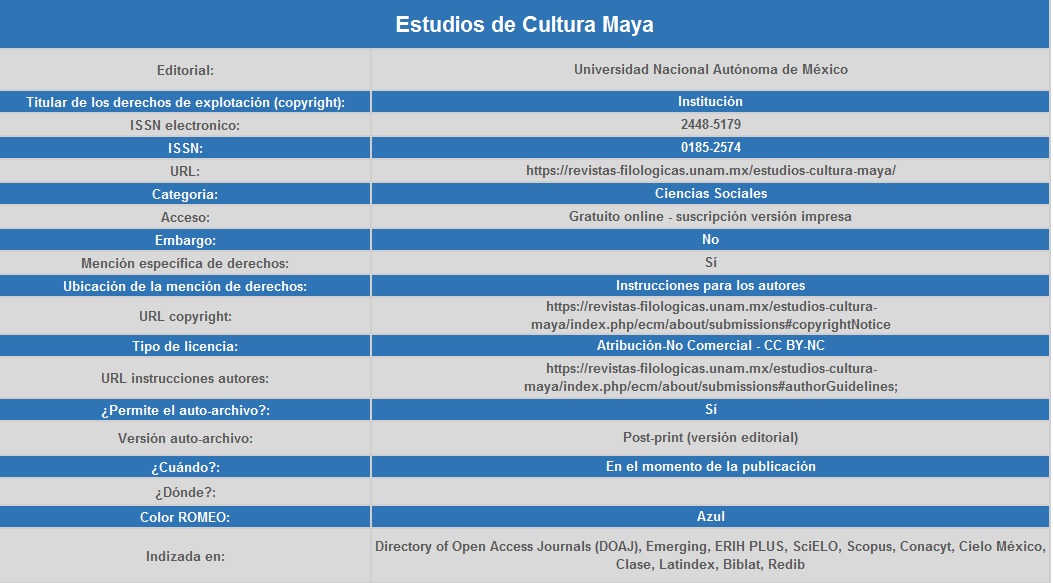 Estudios de Cultura Maya
Editorial: Universidad Nacional Autónoma de México
Titular de los derechos de explotación (copyright): Institución
ISSN electronico: 2448-5179
ISSN: 0185-2574
URL: https://revistas-filologicas.unam.mx/estudios-cultura-maya/
Categoria: Ciencias Sociales
Acceso: Gratuito online - suscripción versión impresa
Embargo: No
Mención específica de derechos: Sí
Ubicación de la mención de derechos: Instrucciones para los autores
URL copyright: https://revistas-filologicas.unam.mx/estudios-cultura-
maya/index.php/ecm/about/submissions#copyrightNotice
Tipo de licencia: Atribución-No Comercial - CC BY-NC
URL instrucciones autores: https://revistas-filologicas.unam.mx/estudios-cultura-
maya/index.php/ecm/about/submissions#authorGuidelines;
¿Permite el auto-archivo?: Sí
Versión auto-archivo: Post-print (versión editorial)
¿Cuándo?: En el momento de la publicación
¿Dónde?:
Color ROMEO: Azul
Indizada en: Directory of Open Access Journals (DOAJ), Emerging, ERIH PLUS, SciELO, Scopus, Conacyt, Cielo México,
Clase, Latindex, Biblat, Redib